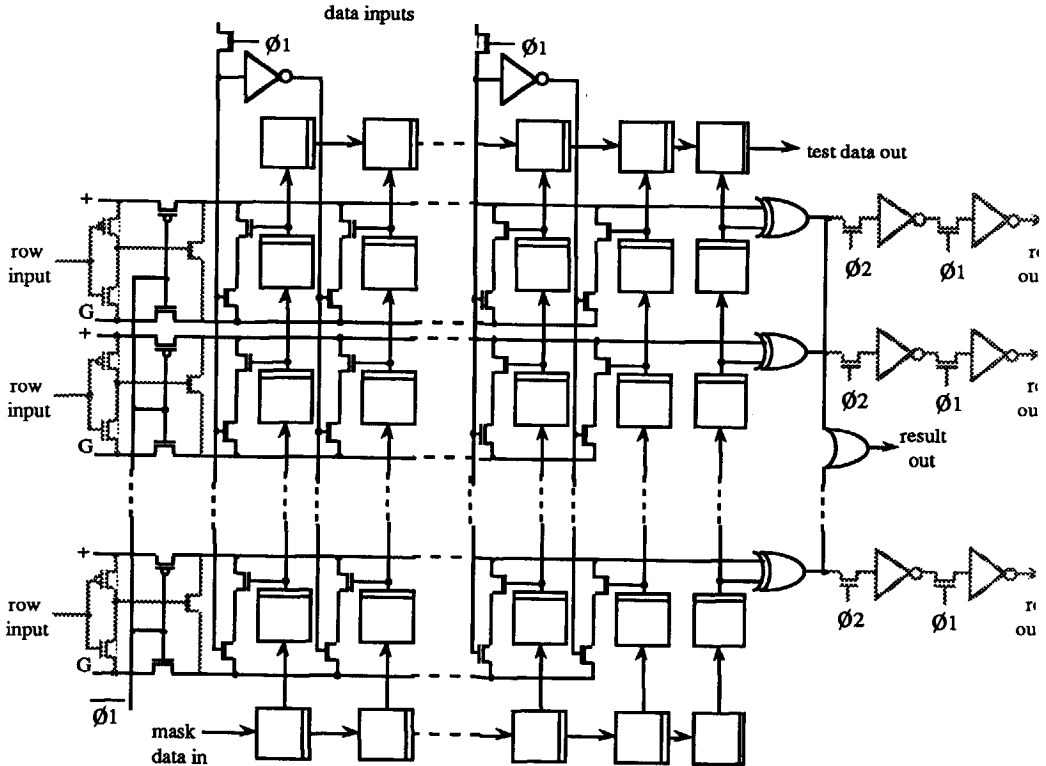 data inputs
Ø1
Ø1
test data out
+
row
input
G
Ø2
Ø1
+
row
input
G
Ø2
Ø1
result
out
+
row
input
G
Ø2
Ø1
Ø1
mask
data in